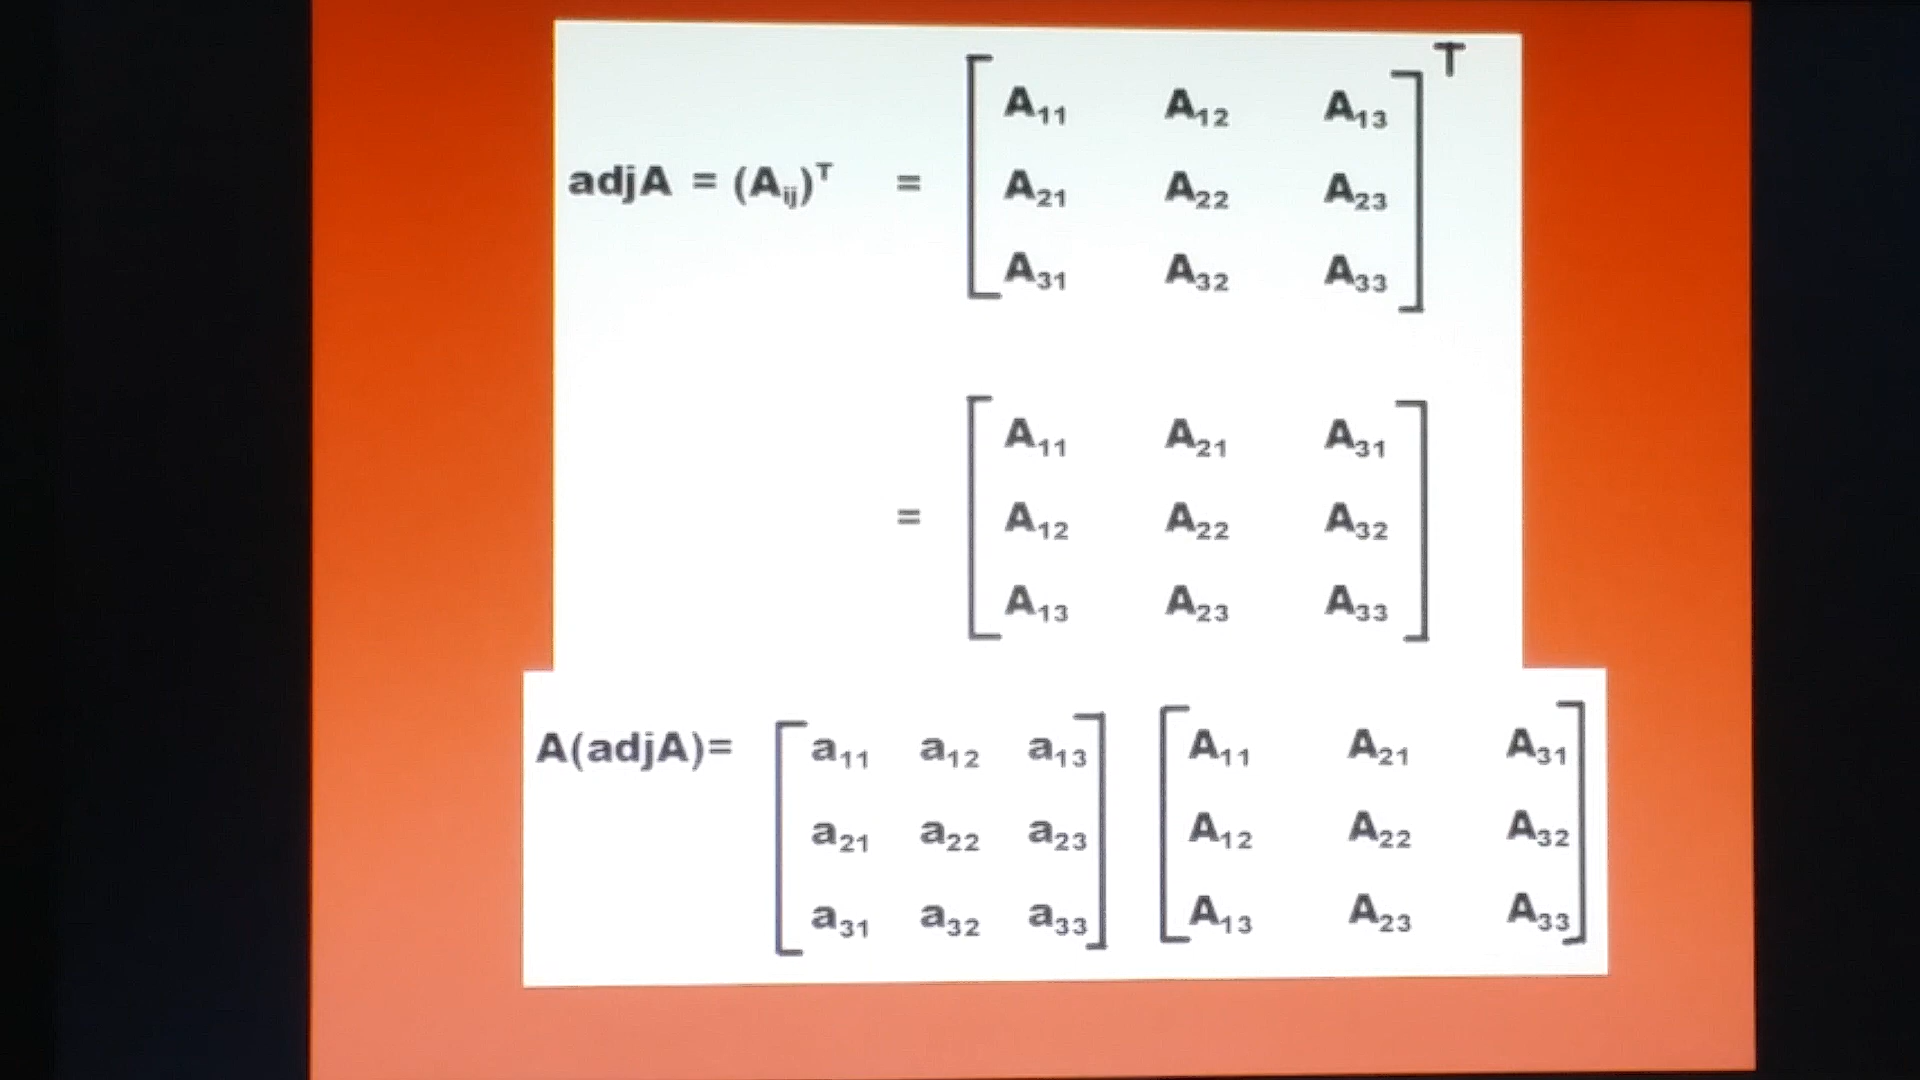 adjA = (Aij)ᵀ = [ A₁₁ A₁₂ A₁₃ ]ᵀ
A₂₁ A₂₂ A₂₃
A₃₁ A₃₂ A₃₃
= [ A₁₁ A₂₁ A₃₁ ]
A₁₂ A₂₂ A₃₂
A₁₃ A₂₃ A₃₃
A(adjA)= [ a₁₁ a₁₂ a₁₃ ] [ A₁₁ A₂₁ A₃₁ ]
a₂₁ a₂₂ a₂₃ A₁₂ A₂₂ A₃₂
a₃₁ a₃₂ a₃₃ A₁₃ A₂₃ A₃₃